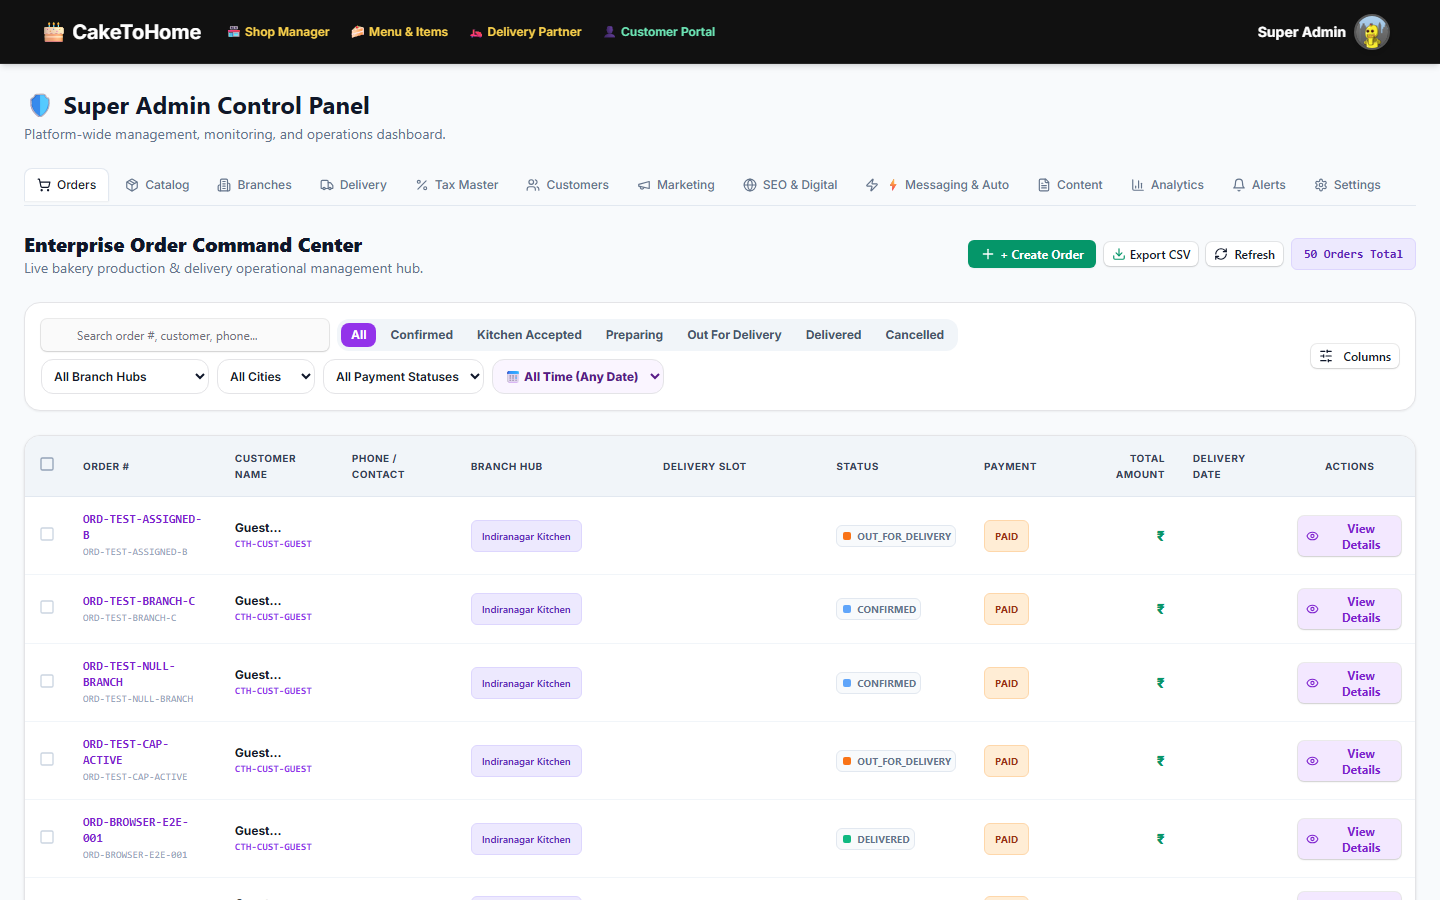 CakeToHome
Shop Manager
Menu & Items
Delivery Partner
Customer Portal
Super Admin
Super Admin Control Panel
Platform-wide management, monitoring, and operations dashboard.
Orders
Catalog
Branches
Delivery
Tax Master
Customers
Marketing
SEO & Digital
Messaging & Auto
Content
Analytics
Alerts
Settings
Enterprise Order Command Center
Live bakery production & delivery operational management hub.
+ Create Order
Export CSV
Refresh
50 Orders Total
Search order #, customer, phone...
All
Confirmed
Kitchen Accepted
Preparing
Out For Delivery
Delivered
Cancelled
All Branch Hubs
All Cities
All Payment Statuses
All Time (Any Date)
Columns
ORDER #
CUSTOMER
NAME
PHONE /
CONTACT
BRANCH HUB
DELIVERY SLOT
STATUS
PAYMENT
TOTAL
AMOUNT
DELIVERY
DATE
ACTIONS
ORD-TEST-ASSIGNED-
B
ORD-TEST-ASSIGNED-B
Guest...
CTH-CUST-GUEST
Indiranagar Kitchen
OUT_FOR_DELIVERY
PAID
₹
View
Details
ORD-TEST-BRANCH-C
ORD-TEST-BRANCH-C
Guest...
CTH-CUST-GUEST
Indiranagar Kitchen
CONFIRMED
PAID
₹
View
Details
ORD-TEST-NULL-
BRANCH
ORD-TEST-NULL-BRANCH
Guest...
CTH-CUST-GUEST
Indiranagar Kitchen
CONFIRMED
PAID
₹
View
Details
ORD-TEST-CAP-
ACTIVE
ORD-TEST-CAP-ACTIVE
Guest...
CTH-CUST-GUEST
Indiranagar Kitchen
OUT_FOR_DELIVERY
PAID
₹
View
Details
ORD-BROWSER-E2E-
001
ORD-BROWSER-E2E-001
Guest...
CTH-CUST-GUEST
Indiranagar Kitchen
DELIVERED
PAID
₹
View
Details